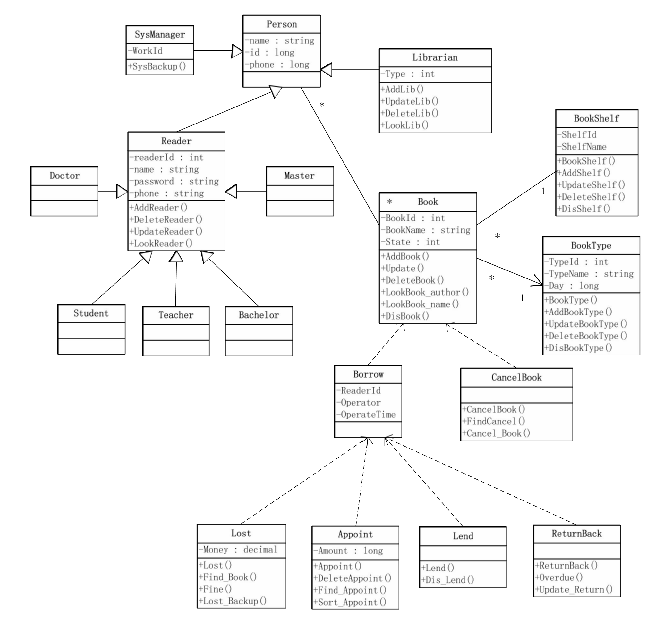 Person
-name : string
-id : long
-phone : long
SysManager
-WorkId
+SysBackup()
Librarian
-Type : int
+AddLib()
+UpdateLib()
+DeleteLib()
+LookLib()
*
Reader
-readerId : int
-name : string
-password : string
-phone : string
+AddReader()
+DeleteReader()
+UpdateReader()
+LookReader()
Doctor
Master
BookShelf
-ShelfId
-ShelfName
+BookShelf()
+AddShelf()
+UpdateShelf()
+DeleteShelf()
+DisShelf()
1
*
* Book
-BookId : int
-BookName : string
-State : int
+AddBook()
+Update()
+DeleteBook()
+LookBook_author()
+LookBook_name()
+DisBook()
*
1
BookType
-TypeId : int
-TypeName : string
-Day : long
+BookType()
+AddBookType()
+UpdateBookType()
+DeleteBookType()
+DisBookType()
Student
Teacher
Bachelor
Borrow
-ReaderId
-Operator
-OperateTime
CancelBook
+CancelBook()
+FindCancel()
+Cancel_Book()
Lost
-Money : decimal
+Lost()
+Find_Book()
+Fine()
+Lost_Backup()
Appoint
-Amount : long
+Appoint()
+DeleteAppoint()
+Find_Appoint()
+Sort_Appoint()
Lend
+Lend()
+Dis_Lend()
ReturnBack
+ReturnBack()
+Overdue()
+Update_Return()